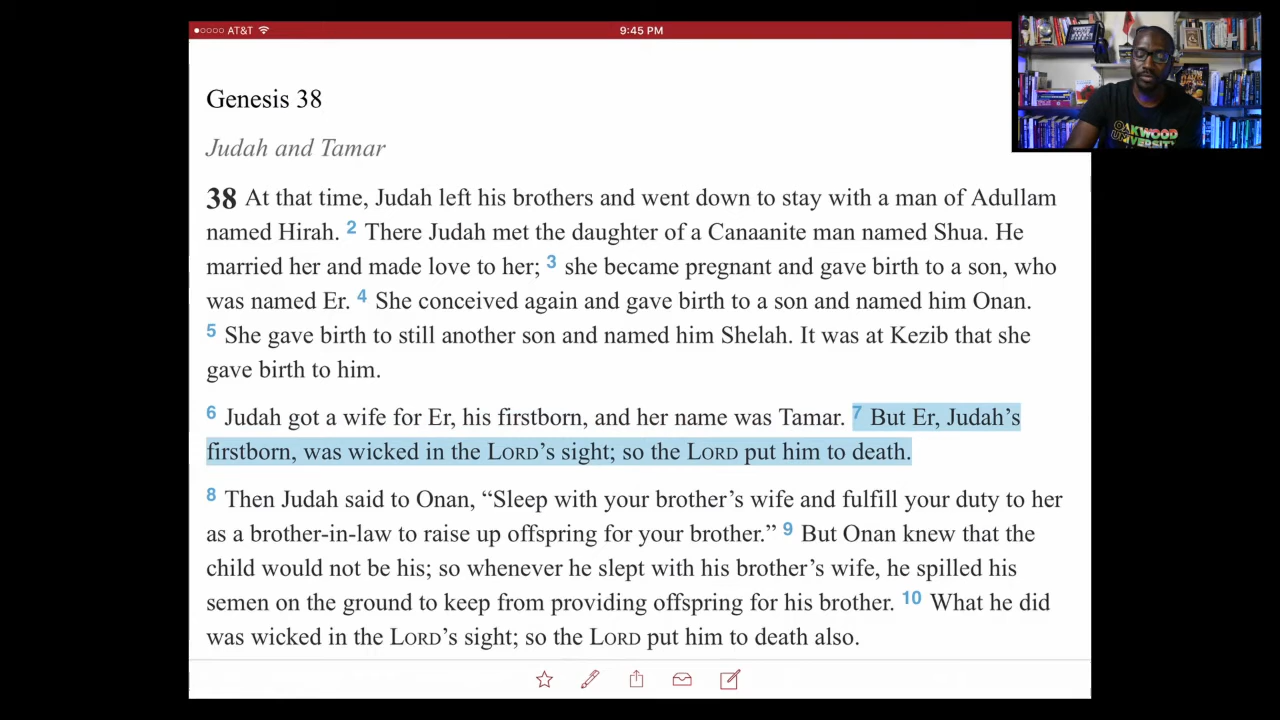 AT&T
9:45 PM
Genesis 38
Judah and Tamar
38 At that time, Judah left his brothers and went down to stay with a man of Adullam
named Hirah. 2 There Judah met the daughter of a Canaanite man named Shua. He
married her and made love to her; 3 she became pregnant and gave birth to a son, who
was named Er. 4 She conceived again and gave birth to a son and named him Onan.
5 She gave birth to still another son and named him Shelah. It was at Kezib that she
gave birth to him.
6 Judah got a wife for Er, his firstborn, and her name was Tamar. 7 But Er, Judah’s
firstborn, was wicked in the LORD’s sight; so the LORD put him to death.
8 Then Judah said to Onan, “Sleep with your brother’s wife and fulfill your duty to her
as a brother-in-law to raise up offspring for your brother.” 9 But Onan knew that the
child would not be his; so whenever he slept with his brother’s wife, he spilled his
semen on the ground to keep from providing offspring for his brother. 10 What he did
was wicked in the LORD’s sight; so the LORD put him to death also.
OAKWOOD
UNIVERSITY